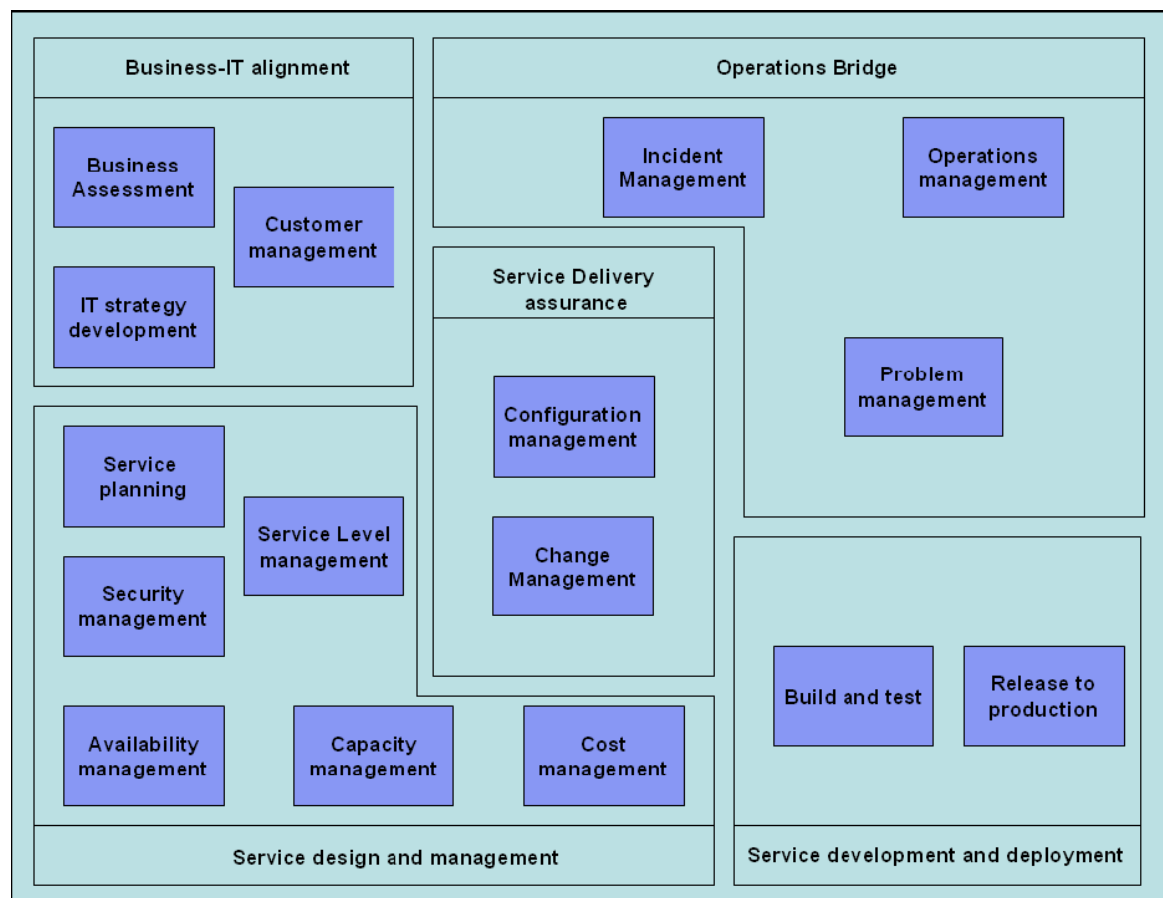 Business-IT alignment
Business
Assessment
Customer
management
IT strategy
development
Operations Bridge
Incident
Management
Operations
management
Problem
management
Service Delivery
assurance
Configuration
management
Change
Management
Service
planning
Service Level
management
Security
management
Availability
management
Capacity
management
Cost
management
Service design and management
Build and test
Release to
production
Service development and deployment